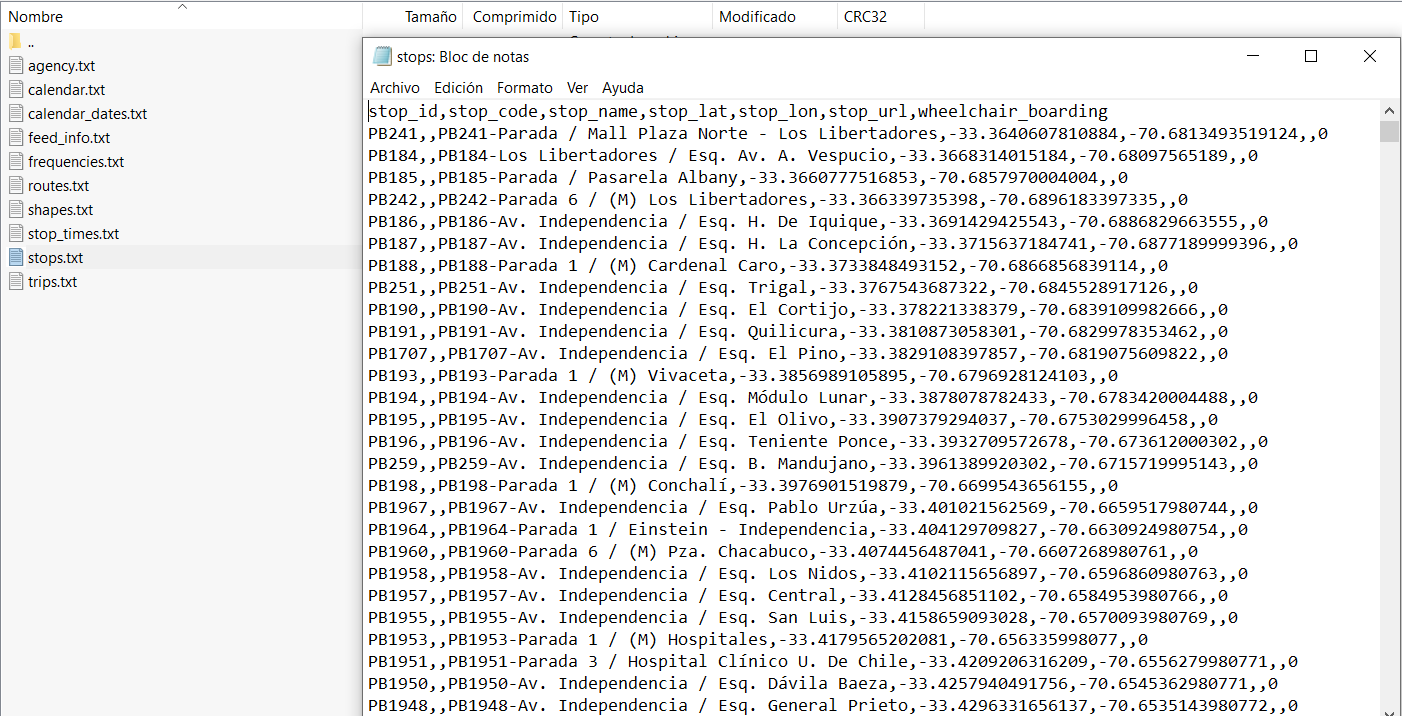 Nombre Tamaño Comprimido Tipo Modificado CRC32
..
agency.txt
calendar.txt
calendar_dates.txt
feed_info.txt
frequencies.txt
routes.txt
shapes.txt
stop_times.txt
stops.txt
trips.txt
stops: Bloc de notas
Archivo Edición Formato Ver Ayuda
stop_id,stop_code,stop_name,stop_lat,stop_lon,stop_url,wheelchair_boarding
PB241,,PB241-Parada / Mall Plaza Norte - Los Libertadores,-33.3640607810884,-70.6813493519124,,0
PB184,,PB184-Los Libertadores / Esq. Av. A. Vespucio,-33.3668314015184,-70.68097565189,,0
PB185,,PB185-Parada / Pasarela Albany,-33.3660777516853,-70.6857970004004,,0
PB242,,PB242-Parada 6 / (M) Los Libertadores,-33.366339735398,-70.6896183397335,,0
PB186,,PB186-Av. Independencia / Esq. H. De Iquique,-33.3691429425543,-70.6886829663555,,0
PB187,,PB187-Av. Independencia / Esq. H. La Concepción,-33.3715637184741,-70.6877189999396,,0
PB188,,PB188-Parada 1 / (M) Cardenal Caro,-33.3733848493152,-70.6866856839114,,0
PB251,,PB251-Av. Independencia / Esq. Trigal,-33.3767543687322,-70.6845528917126,,0
PB190,,PB190-Av. Independencia / Esq. El Cortijo,-33.378221338379,-70.6839109982666,,0
PB191,,PB191-Av. Independencia / Esq. Quilicura,-33.3810873058301,-70.6829978353462,,0
PB1707,,PB1707-Av. Independencia / Esq. El Pino,-33.3829108397857,-70.6819075609822,,0
PB193,,PB193-Parada 1 / (M) Vivaceta,-33.3856989105895,-70.6796928124103,,0
PB194,,PB194-Av. Independencia / Esq. Módulo Lunar,-33.3878078782433,-70.6783420004488,,0
PB195,,PB195-Av. Independencia / Esq. El Olivo,-33.3907379294037,-70.6753029996458,,0
PB196,,PB196-Av. Independencia / Esq. Teniente Ponce,-33.3932709572678,-70.673612000302,,0
PB259,,PB259-Av. Independencia / Esq. B. Mandujano,-33.3961389920302,-70.6715719995143,,0
PB198,,PB198-Parada 1 / (M) Conchalí,-33.3976901519879,-70.6699543656155,,0
PB1967,,PB1967-Av. Independencia / Esq. Pablo Urzúa,-33.401021562569,-70.6659517980744,,0
PB1964,,PB1964-Parada 1 / Einstein - Independencia,-33.404129709827,-70.6630924980754,,0
PB1960,,PB1960-Parada 6 / (M) Pza. Chacabuco,-33.4074456487041,-70.6607268980761,,0
PB1958,,PB1958-Av. Independencia / Esq. Los Nidos,-33.4102115656897,-70.6596860980763,,0
PB1957,,PB1957-Av. Independencia / Esq. Central,-33.4128456851102,-70.6584953980766,,0
PB1955,,PB1955-Av. Independencia / Esq. San Luis,-33.4158659093028,-70.6570093980769,,0
PB1953,,PB1953-Parada 1 / (M) Hospitales,-33.4179565202081,-70.656335998077,,0
PB1951,,PB1951-Parada 3 / Hospital Clínico U. De Chile,-33.4209206316209,-70.6556279980771,,0
PB1950,,PB1950-Av. Independencia / Esq. Dávila Baeza,-33.4257940491756,-70.6545362980771,,0
PB1948,,PB1948-Av. Independencia / Esq. General Prieto,-33.4296331656137,-70.6535143980772,,0